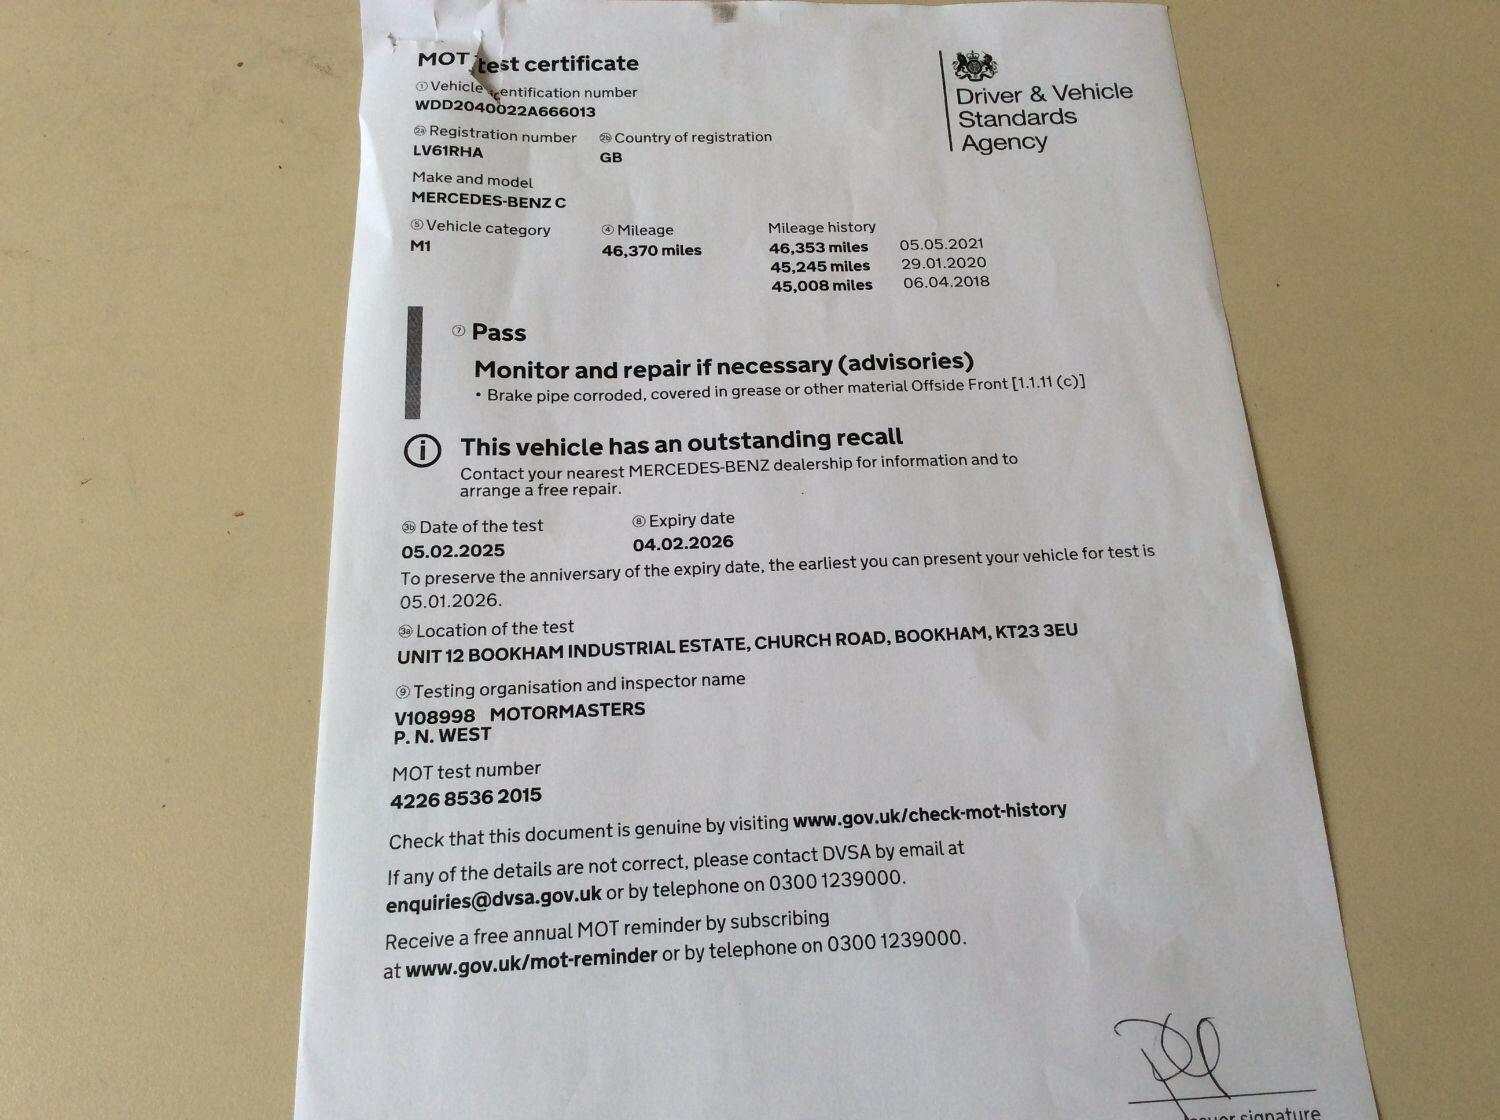 MOT test certificate
① Vehicle entification number
WDD2040022A666013
2a Registration number 2b Country of registration
LV61RHA GB
Make and model
MERCEDES-BENZ C
⑤ Vehicle category ④ Mileage Mileage history
M1 46,370 miles 46,353 miles 05.05.2021
45,245 miles 29.01.2020
45,008 miles 06.04.2018
Driver & Vehicle
Standards
Agency
⑦ Pass
Monitor and repair if necessary (advisories)
• Brake pipe corroded, covered in grease or other material Offside Front [1.1.11 (c)]
i This vehicle has an outstanding recall
Contact your nearest MERCEDES-BENZ dealership for information and to
arrange a free repair.
3b Date of the test ⑧ Expiry date
05.02.2025 04.02.2026
To preserve the anniversary of the expiry date, the earliest you can present your vehicle for test is
05.01.2026.
3a Location of the test
UNIT 12 BOOKHAM INDUSTRIAL ESTATE, CHURCH ROAD, BOOKHAM, KT23 3EU
⑨ Testing organisation and inspector name
V108998 MOTORMASTERS
P. N. WEST
MOT test number
4226 8536 2015
Check that this document is genuine by visiting www.gov.uk/check-mot-history
If any of the details are not correct, please contact DVSA by email at
enquiries@dvsa.gov.uk or by telephone on 0300 1239000.
Receive a free annual MOT reminder by subscribing
at www.gov.uk/mot-reminder or by telephone on 0300 1239000.
signature